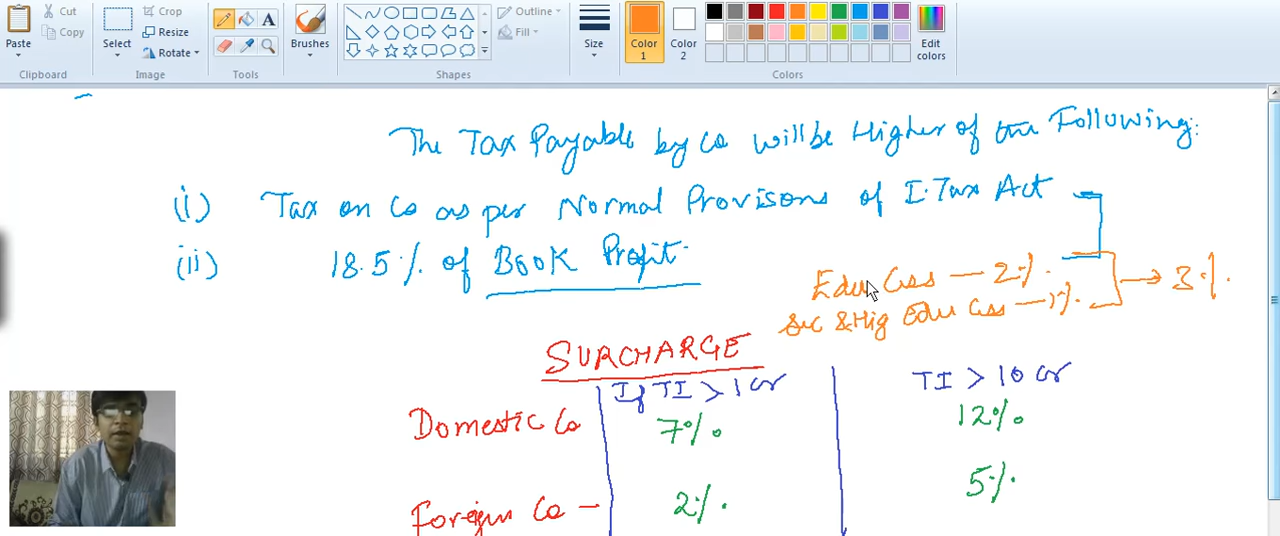 Paste
Cut
Copy
Clipboard
Select
Crop
Resize
Rotate
Image
A
Tools
Brushes
Shapes
Outline
Fill
Size
Color 1
Color 2
Edit colors
Colors
The Tax Payable by Co will be Higher of the Following:
(i) Tax on Co as per Normal Provisons of I.Tax Act
(ii) 18.5% of Book Profit
Edu Cess — 2%.
Sec & Hig Edu Cess — 1%.
→ 3%.
SURCHARGE
If TI > 1 Cr
TI > 10 Cr
Domestic Co 7% 12%
Foreign Co — 2% 5%